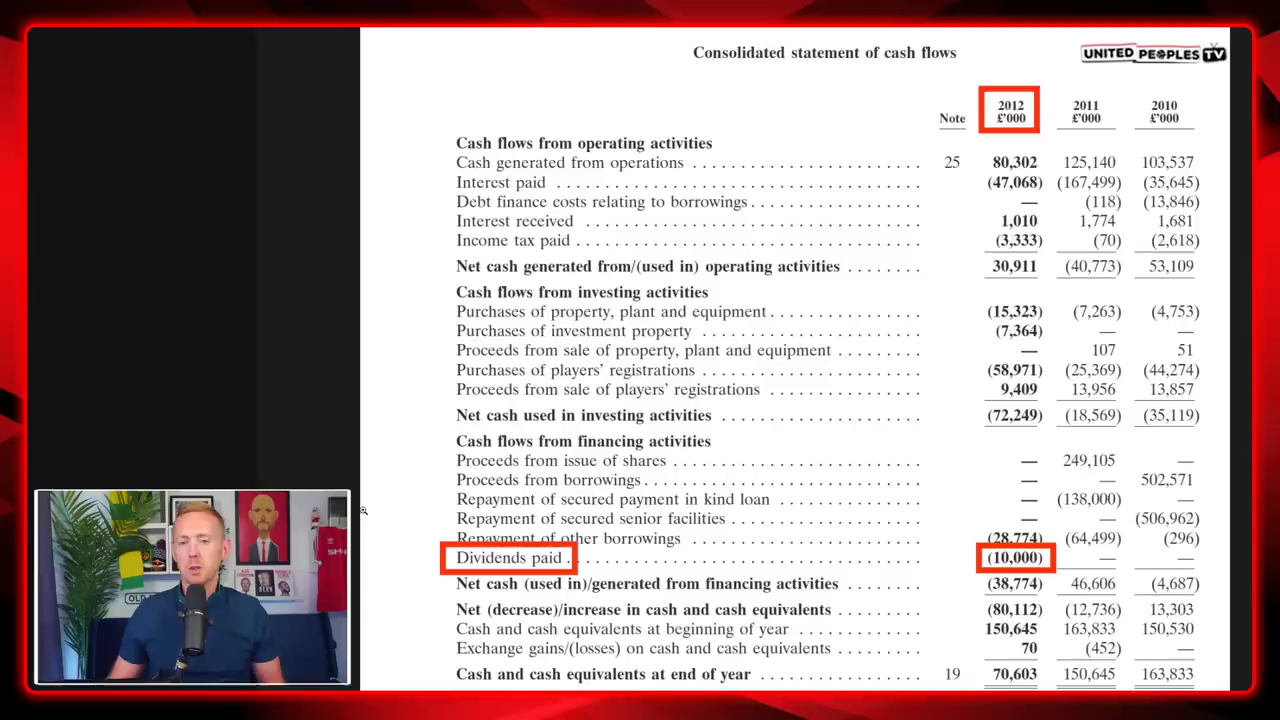 Consolidated statement of cash flows
UNITED PEOPLES TV
Note 2012 £'000 2011 £'000 2010 £'000
Cash flows from operating activities
Cash generated from operations 25 80,302 125,140 103,537
Interest paid (47,068) (167,499) (35,645)
Debt finance costs relating to borrowings — (118) (13,846)
Interest received 1,010 1,774 1,681
Income tax paid (3,333) (70) (2,618)
Net cash generated from/(used in) operating activities 30,911 (40,773) 53,109
Cash flows from investing activities
Purchases of property, plant and equipment (15,323) (7,263) (4,753)
Purchases of investment property (7,364) — —
Proceeds from sale of property, plant and equipment — 107 51
Purchases of players' registrations (58,971) (25,369) (44,274)
Proceeds from sale of players' registrations 9,409 13,956 13,857
Net cash used in investing activities (72,249) (18,569) (35,119)
Cash flows from financing activities
Proceeds from issue of shares — 249,105 —
Proceeds from borrowings — — 502,571
Repayment of secured payment in kind loan — (138,000) —
Repayment of secured senior facilities — — (506,962)
Repayment of other borrowings (28,774) (64,499) (296)
Dividends paid (10,000) — —
Net cash (used in)/generated from financing activities (38,774) 46,606 (4,687)
Net (decrease)/increase in cash and cash equivalents (80,112) (12,736) 13,303
Cash and cash equivalents at beginning of year 150,645 163,833 150,530
Exchange gains/(losses) on cash and cash equivalents 70 (452) —
Cash and cash equivalents at end of year 19 70,603 150,645 163,833